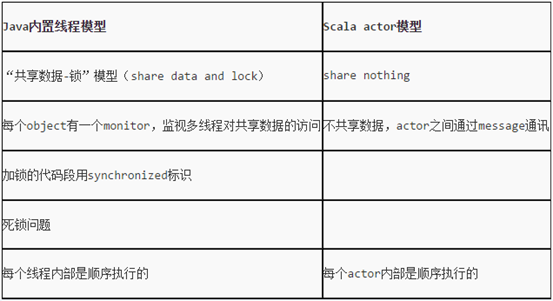 Java内置线程模型 Scala actor模型
“共享数据-锁”模型（share data and lock） share nothing
每个object有一个monitor，监视多线程对共享数据的访问 不共享数据，actor之间通过message通讯
加锁的代码段用synchronized标识
死锁问题
每个线程内部是顺序执行的 每个actor内部是顺序执行的